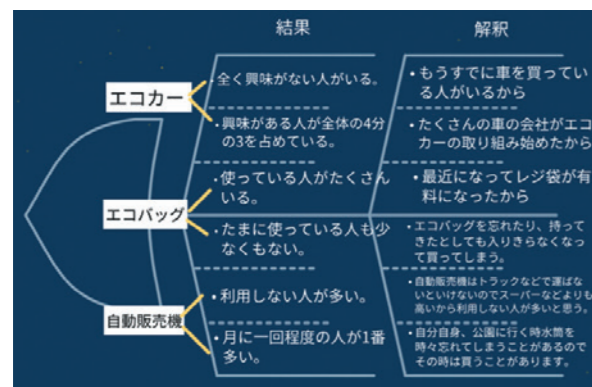 結果
解釈
エコカー
・全く興味がない人がいる。
・興味がある人が全体の4分
の3を占めている。
・もうすでに車を買ってい
る人がいるから
・たくさんの車の会社がエコ
カーの取り組み始めたから
エコバッグ
・使っている人がたくさん
いる。
・たまに使っている人も少
なくもない。
・最近になってレジ袋が有
料になったから
・エコバッグを忘れたり、持って
きたとしても入りきらなくなっ
て買ってしまう。
自動販売機
・利用しない人が多い。
・月に一回程度の人が1番
多い。
・自動販売機はトラックなどで運ばな
いといけないのでスーパーなどよりも
高いから利用しない人が多いと思う。
・自分自身、公園に行く時水筒を
時々忘れてしまうことがあるので
その時は買うことがあります。